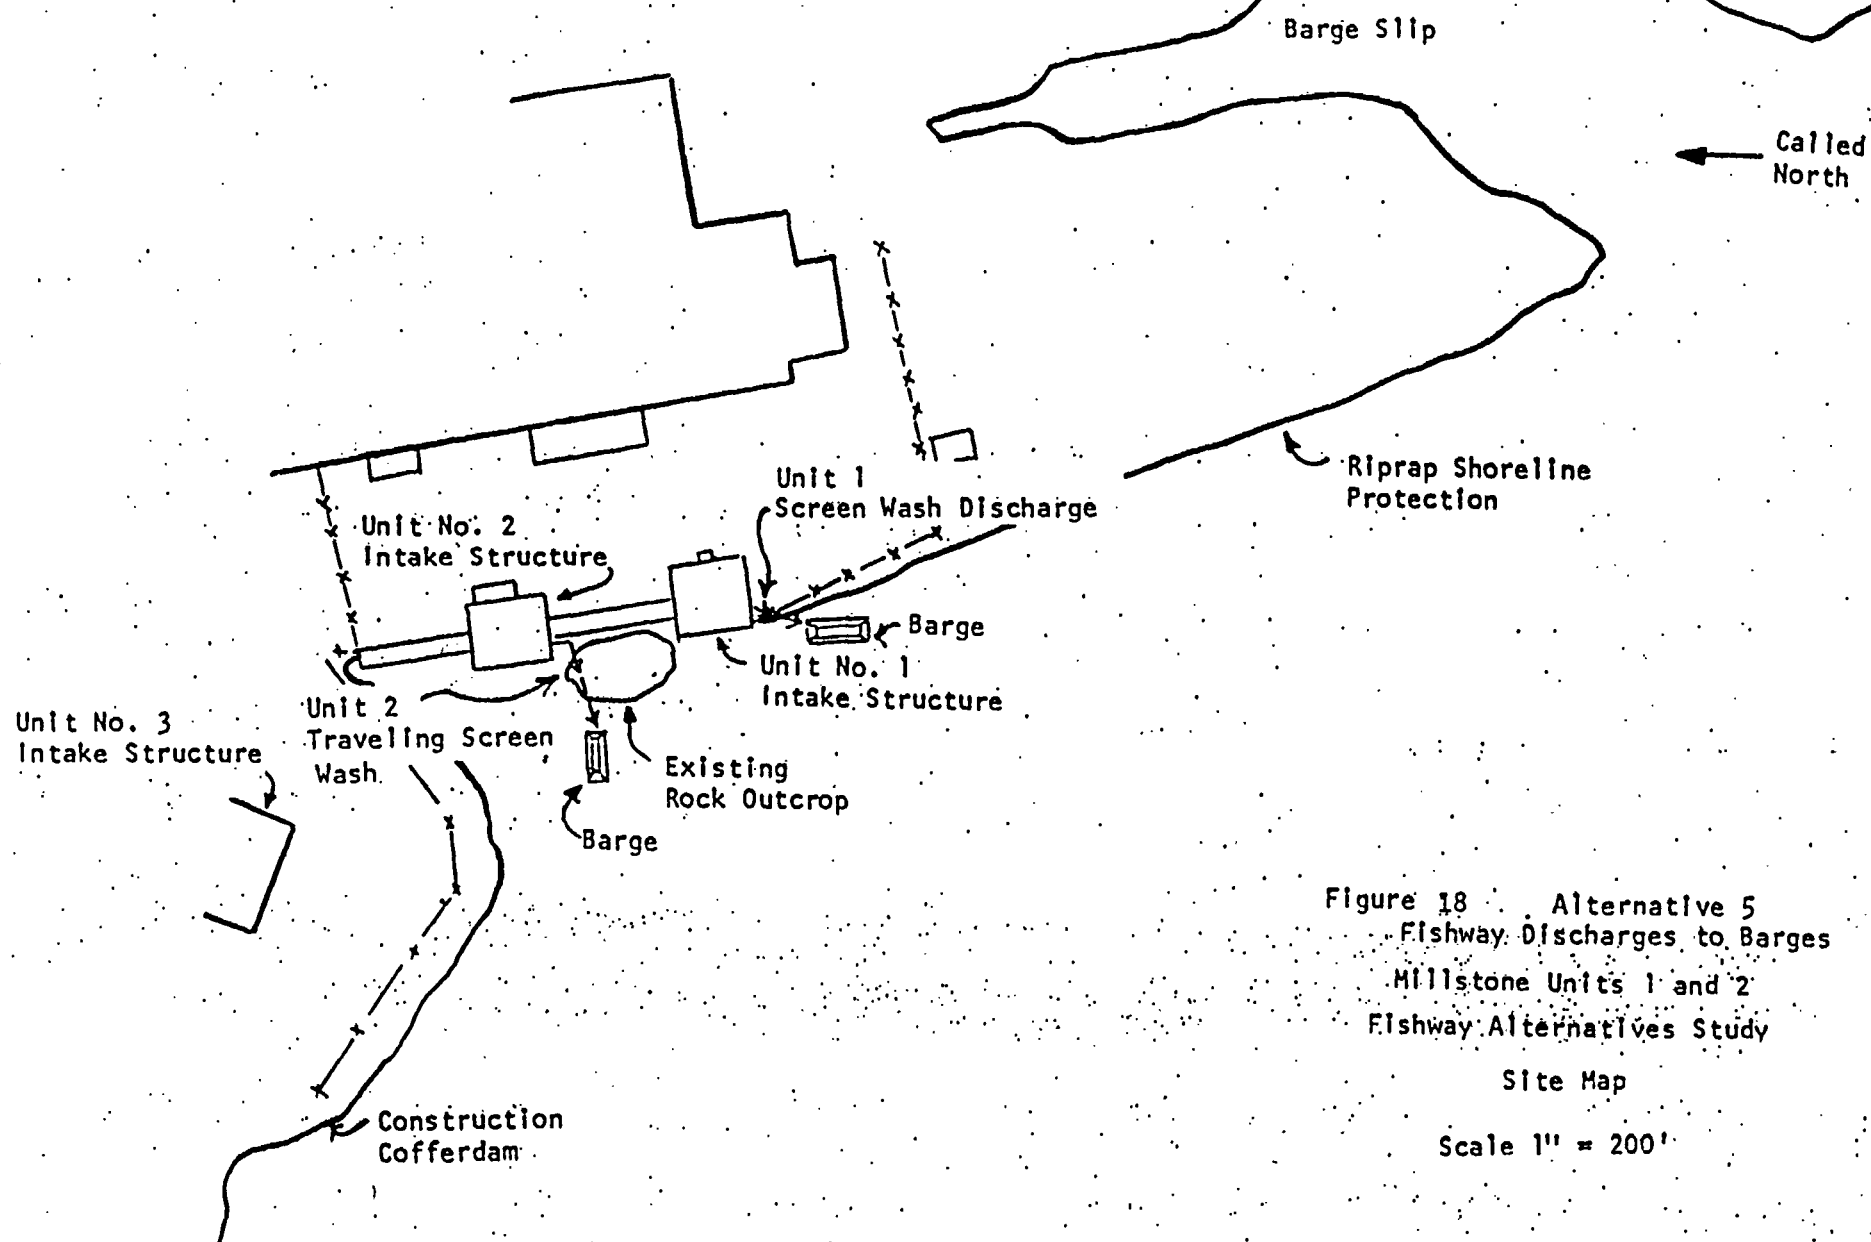 Barge Slip
Called
North
Riprap Shoreline
Protection
Unit 1
Screen Wash Discharge
Unit No. 2
Intake Structure
Barge
Unit No. 1
Intake Structure
Unit 2
Traveling Screen
Wash
Unit No. 3
Intake Structure
Existing
Rock Outcrop
Barge
Figure 18 Alternative 5
Fishway Discharges to Barges
Millstone Units 1 and 2
Fishway Alternatives Study
Site Map
Scale 1" = 200'
Construction
Cofferdam